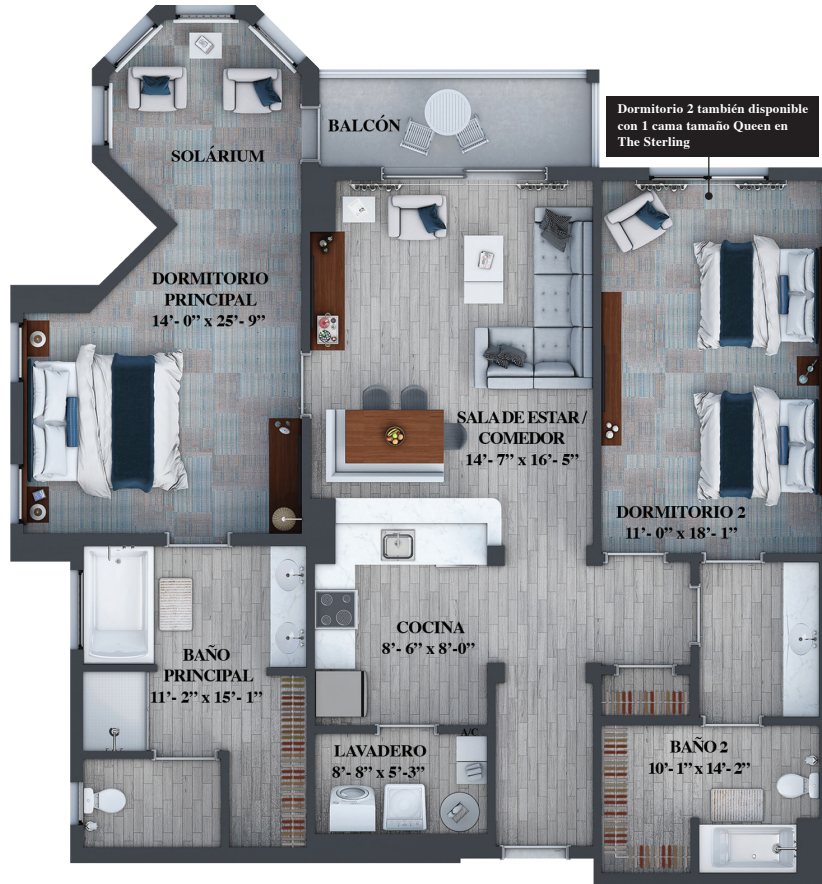 Dormitorio 2 también disponible
con 1 cama tamaño Queen en
The Sterling
BALCÓN
SOLÁRIUM
DORMITORIO
PRINCIPAL
14’- 0” x 25’- 9”
SALA DE ESTAR /
COMEDOR
14’- 7” x 16’- 5”
DORMITORIO 2
11’- 0” x 18’- 1”
COCINA
8’- 6” x 8’-0”
BAÑO
PRINCIPAL
11’- 2” x 15’- 1”
A/C
LAVADERO
8’- 8” x 5’-3”
BAÑO 2
10’- 1” x 14’- 2”